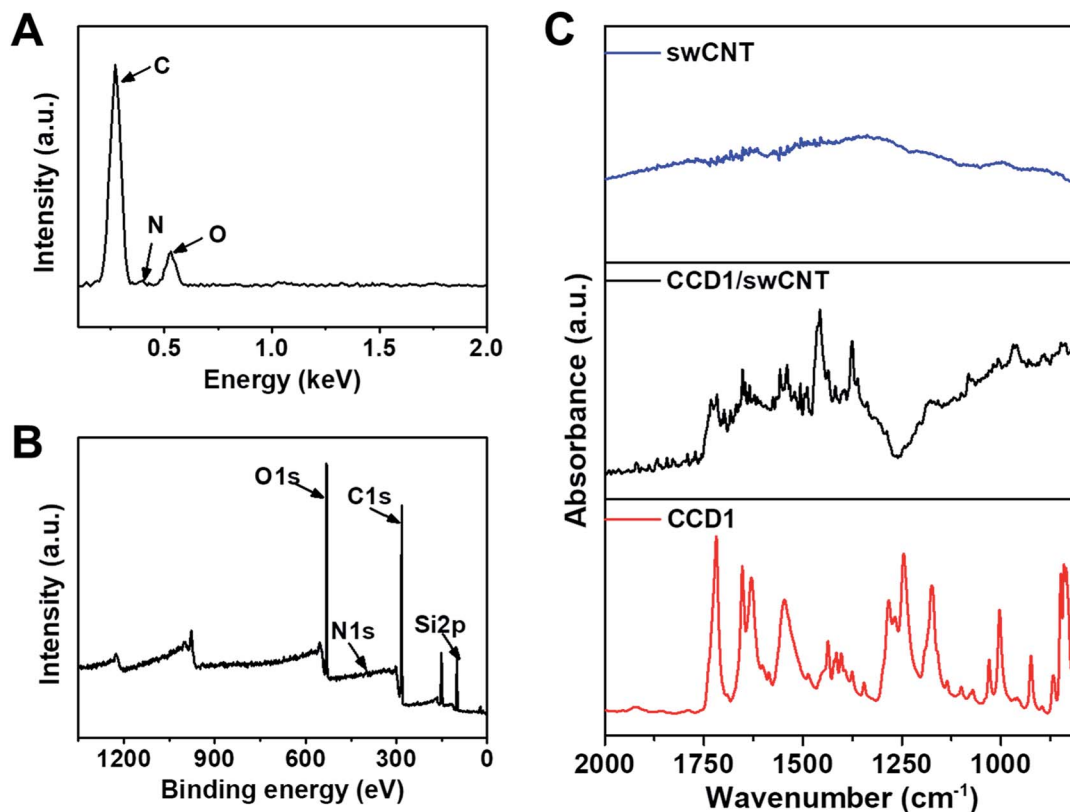 A
C
N
O
Intensity (a.u.)
0.5
1.0
1.5
2.0
Energy (keV)
B
O1s
C1s
N1s
Si2p
Intensity (a.u.)
1200
900
600
300
0
Binding energy (eV)
C
swCNT
CCD1/swCNT
CCD1
Absorbance (a.u.)
2000
1750
1500
1250
1000
Wavenumber (cm⁻¹)